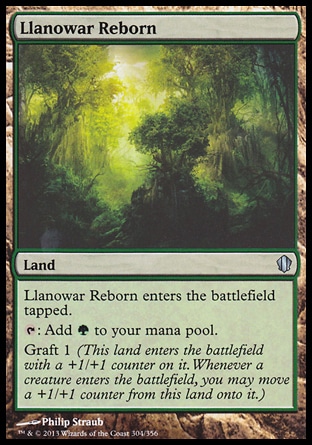 Llanowar Reborn
Land
Llanowar Reborn enters the battlefield
tapped.
: Add to your mana pool.
Graft 1 (This land enters the battlefield
with a +1/+1 counter on it. Whenever a
creature enters the battlefield, you may move
a +1/+1 counter from this land onto it.)
Philip Straub
™ & © 2013 Wizards of the Coast 304/356